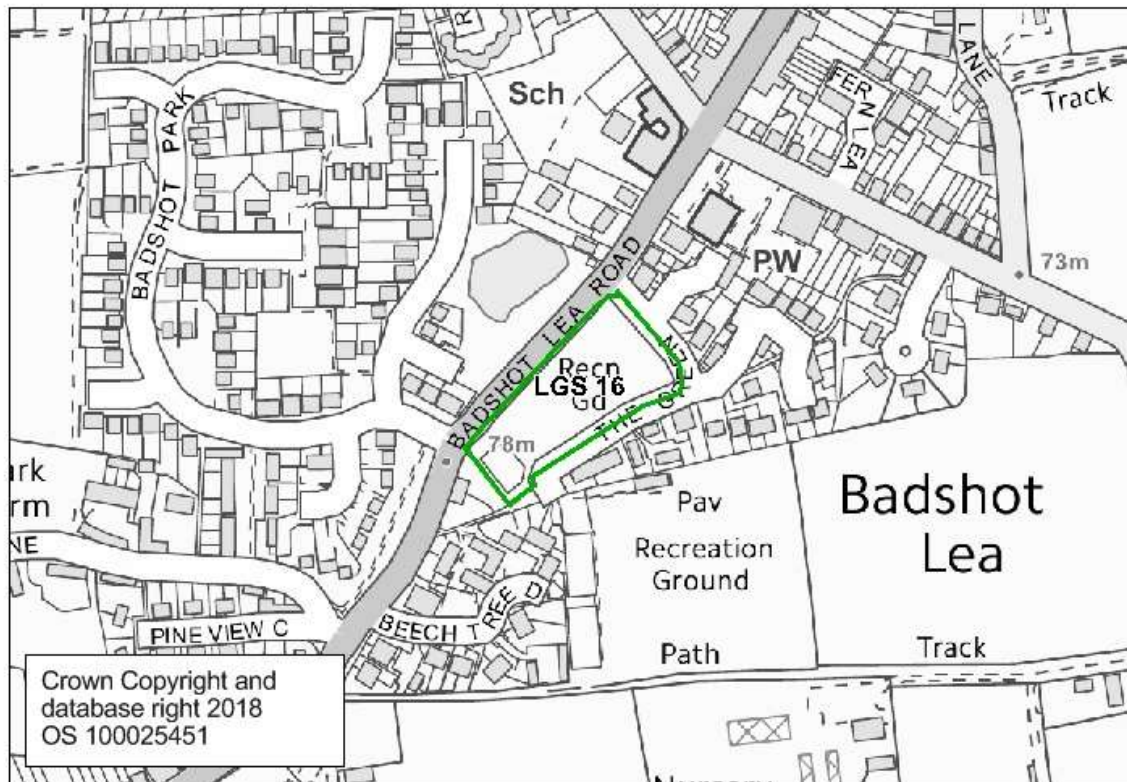 R
LANE
Track
FERN LEA
Sch
BADSHOT PARK
PW
73m
BADSHOT LEA ROAD
Recn
LGS 16
Gd
THE GREEN
78m
ark
rm
NE
Pav
Recreation
Ground
Badshot
Lea
BEECH TREE D
PINE VIEW C
Path
Track
Crown Copyright and
database right 2018
OS 100025451
Nursery